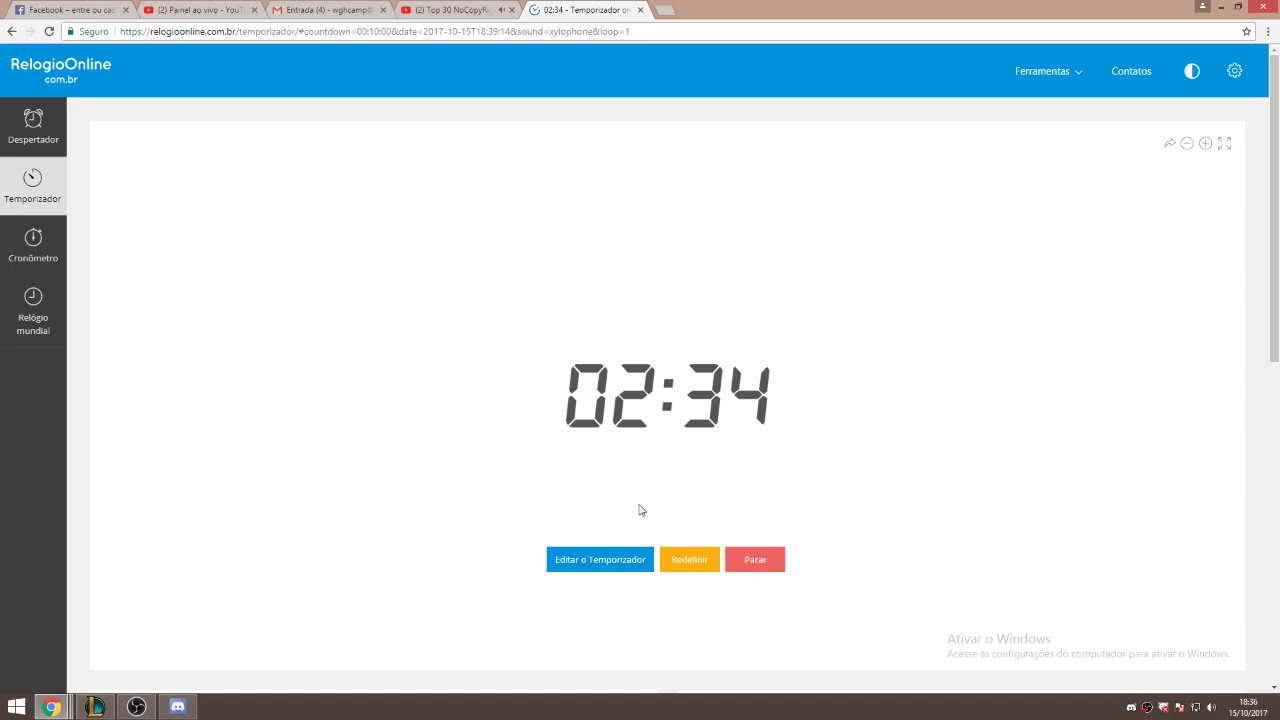 Facebook – entre ou cad
(2) Painel ao vivo - YouT
Entrada (4) - wghcamp@
(2) Top 30 NoCopyRig
02:34 - Temporizador on
Seguro
https://relogioonline.com.br/temporizador/#countdown=00:10:00&date=2017-10-15T18:39:14&sound=xylophone&loop=1
RelogioOnline
com.br
Ferramentas
Contatos
Despertador
Temporizador
Cronômetro
Relógio
mundial
02:34
Editar o Temporizador
Redefinir
Parar
Ativar o Windows
Acesse as configurações do computador para ativar o Windows.
18:36
15/10/2017